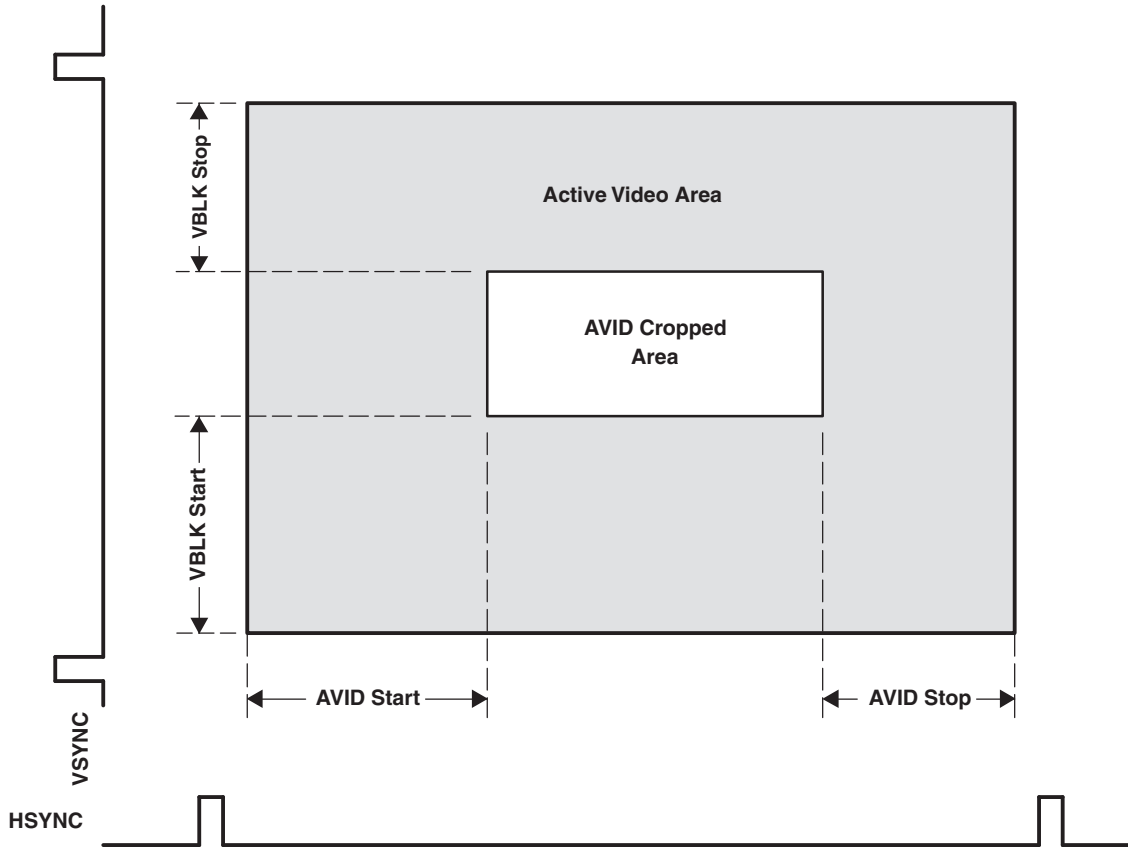 VBLK Stop
Active Video Area
AVID Cropped
Area
VBLK Start
AVID Start
AVID Stop
VSYNC
HSYNC